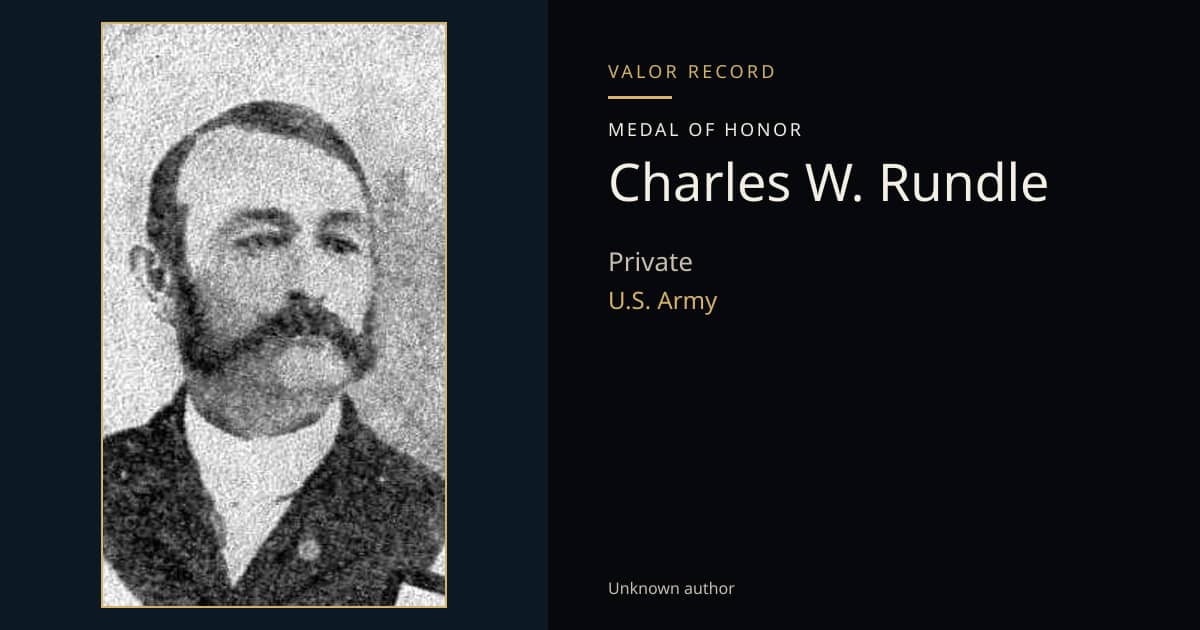 VALOR RECORD
MEDAL OF HONOR
Charles W. Rundle
Private
U.S. Army
Unknown author